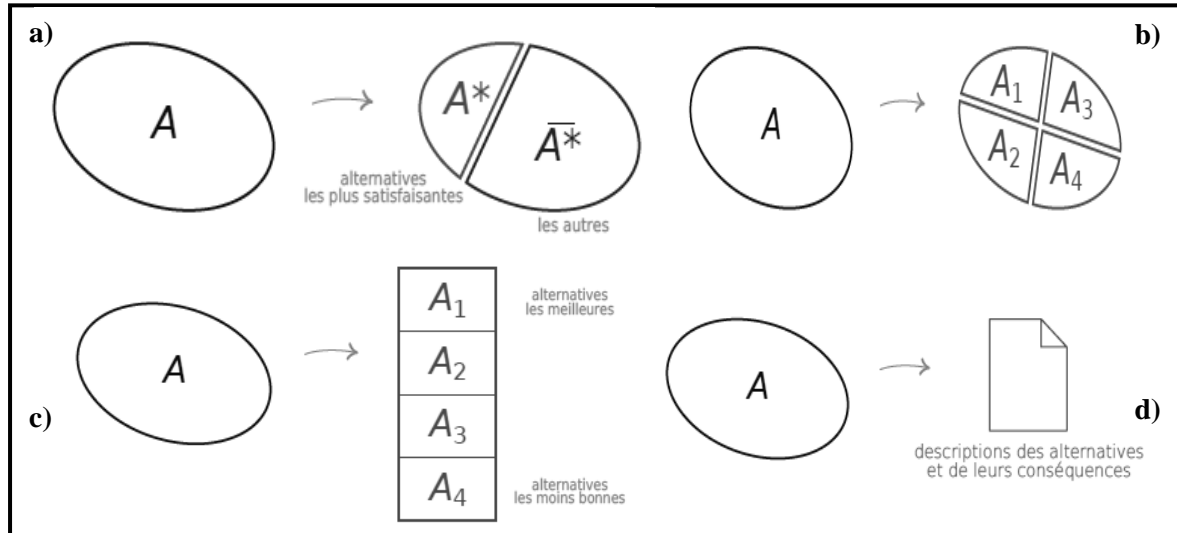 a)
A
A*
A̅*̅
alternatives
les plus satisfaisantes
les autres
b)
A
A₁
A₃
A₂
A₄
c)
A
A₁
A₂
A₃
A₄
alternatives
les meilleures
alternatives
les moins bonnes
d)
A
descriptions des alternatives
et de leurs conséquences